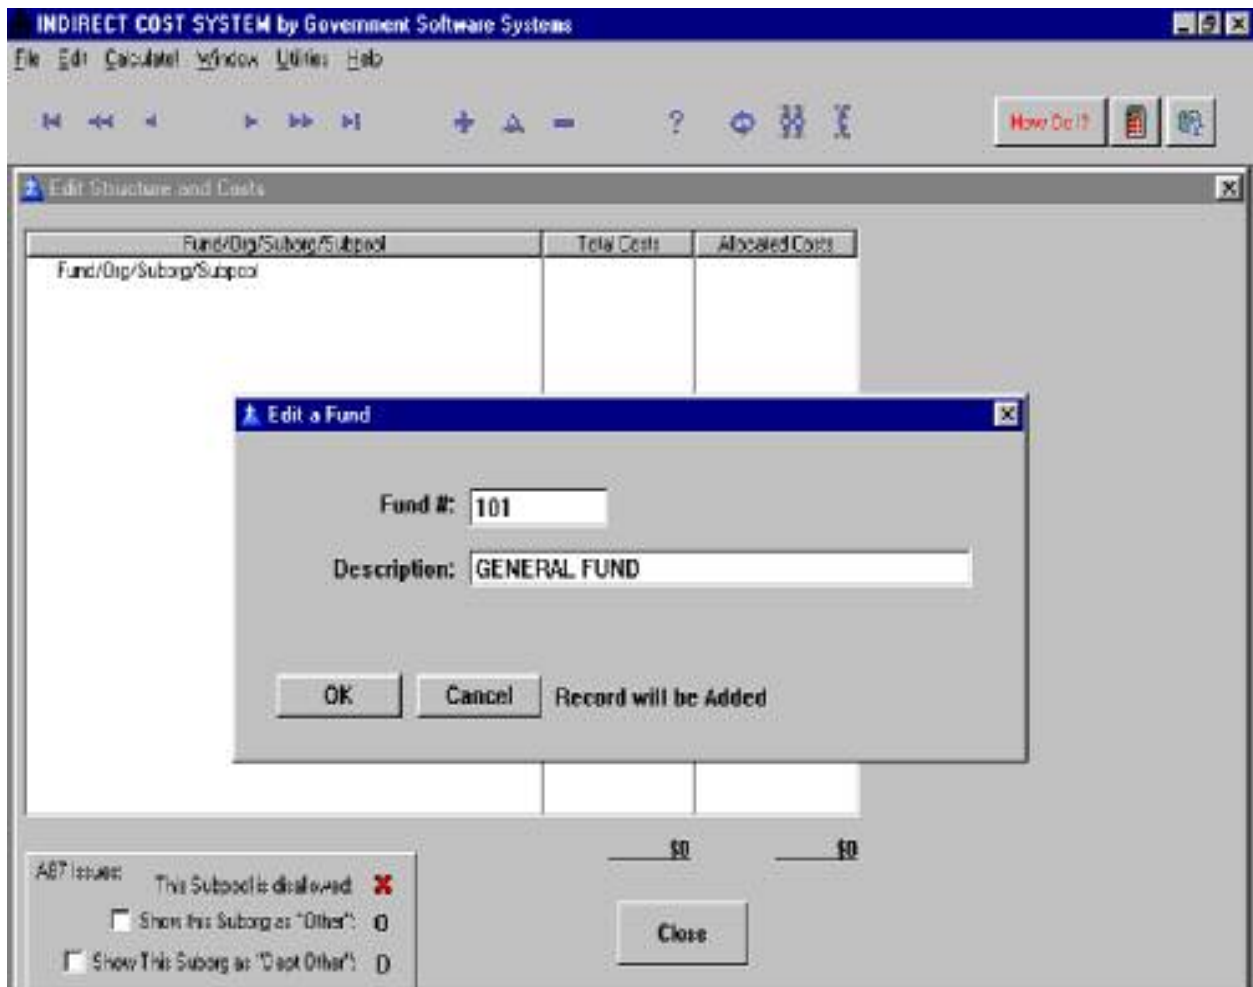 INDIRECT COST SYSTEM by Government Software Systems
File Edit Calculate! Window Utilities Help
? How Do I?
Edit Structure and Costs
Fund/Org/Suborg/Subpool Total Costs Allocated Costs
Fund/Org/Suborg/Subpool
Edit a Fund
Fund #: 101
Description: GENERAL FUND
OK Cancel Record will be Added
$0 $0
A87 Issues:
This Subpool is disallowed:
Show this Suborg as "Other": O
Show This Suborg as "Dept Other": D
Close